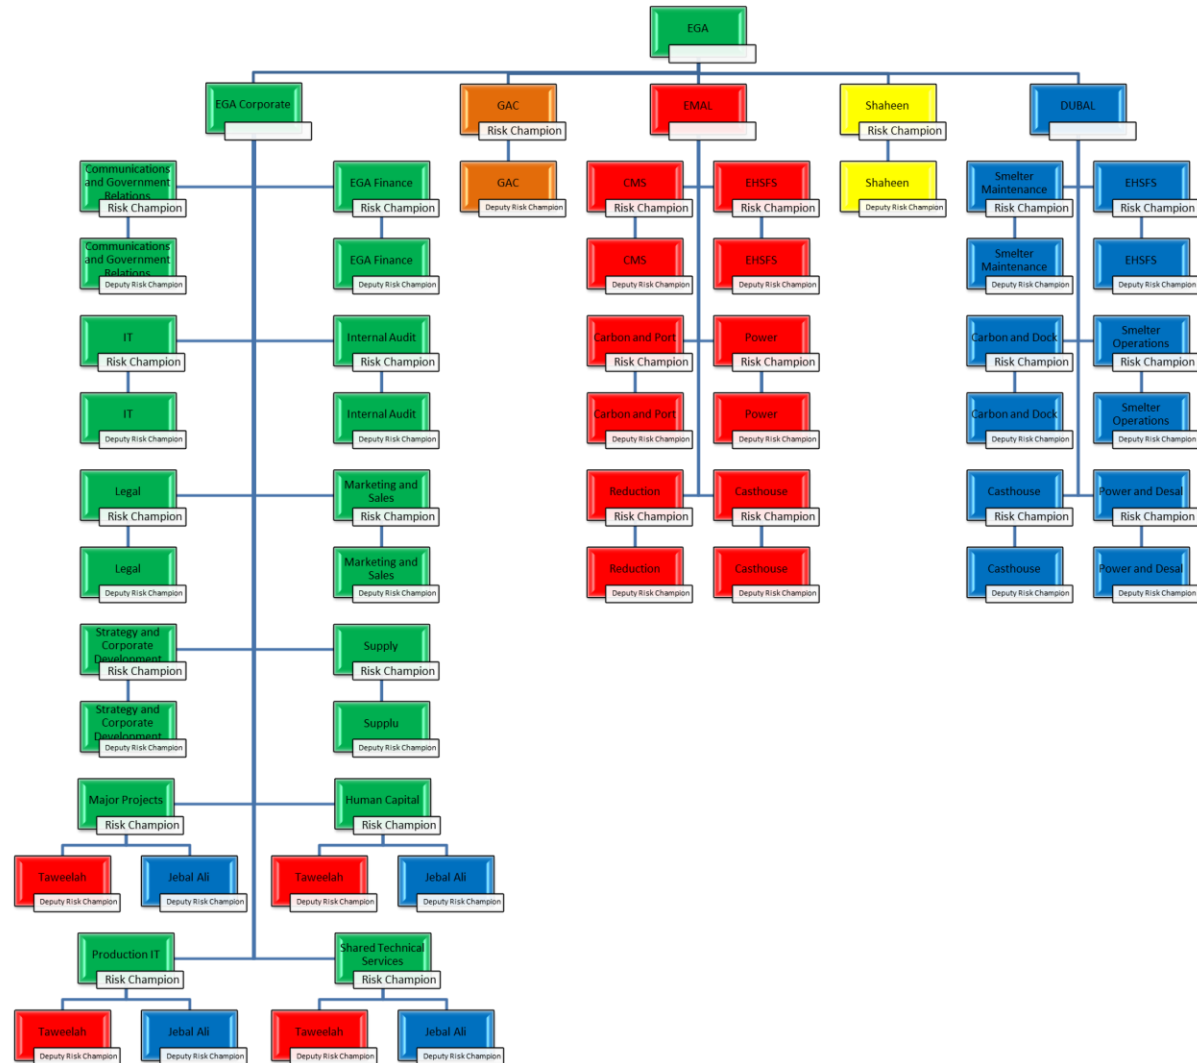 EGA
EGA Corporate
GAC
Risk Champion
EMAL
Shaheen
Risk Champion
DUBAL
Communications
and Government
Relations
Risk Champion
EGA Finance
Risk Champion
GAC
Deputy Risk Champion
CMS
Risk Champion
EHSFS
Risk Champion
Shaheen
Deputy Risk Champion
Smelter
Maintenance
Risk Champion
EHSFS
Risk Champion
Communications
and Government
Relations
Deputy Risk Champion
EGA Finance
Deputy Risk Champion
CMS
Deputy Risk Champion
EHSFS
Deputy Risk Champion
Smelter
Maintenance
Deputy Risk Champion
EHSFS
Deputy Risk Champion
IT
Risk Champion
Internal Audit
Risk Champion
Carbon and Port
Risk Champion
Power
Risk Champion
Carbon and Dock
Risk Champion
Smelter
Operations
Risk Champion
IT
Deputy Risk Champion
Internal Audit
Deputy Risk Champion
Carbon and Port
Deputy Risk Champion
Power
Deputy Risk Champion
Carbon and Dock
Deputy Risk Champion
Smelter
Operations
Deputy Risk Champion
Legal
Risk Champion
Marketing and
Sales
Risk Champion
Reduction
Risk Champion
Casthouse
Risk Champion
Casthouse
Risk Champion
Power and Desal
Risk Champion
Legal
Deputy Risk Champion
Marketing and
Sales
Deputy Risk Champion
Reduction
Deputy Risk Champion
Casthouse
Deputy Risk Champion
Casthouse
Deputy Risk Champion
Power and Desal
Deputy Risk Champion
Strategy and
Corporate
Development
Risk Champion
Supply
Risk Champion
Strategy and
Corporate
Development
Deputy Risk Champion
Supplu
Deputy Risk Champion
Major Projects
Risk Champion
Human Capital
Risk Champion
Taweelah
Deputy Risk Champion
Jebal Ali
Deputy Risk Champion
Taweelah
Deputy Risk Champion
Jebal Ali
Deputy Risk Champion
Production IT
Risk Champion
Shared Technical
Services
Risk Champion
Taweelah
Deputy Risk Champion
Jebal Ali
Deputy Risk Champion
Taweelah
Deputy Risk Champion
Jebal Ali
Deputy Risk Champion